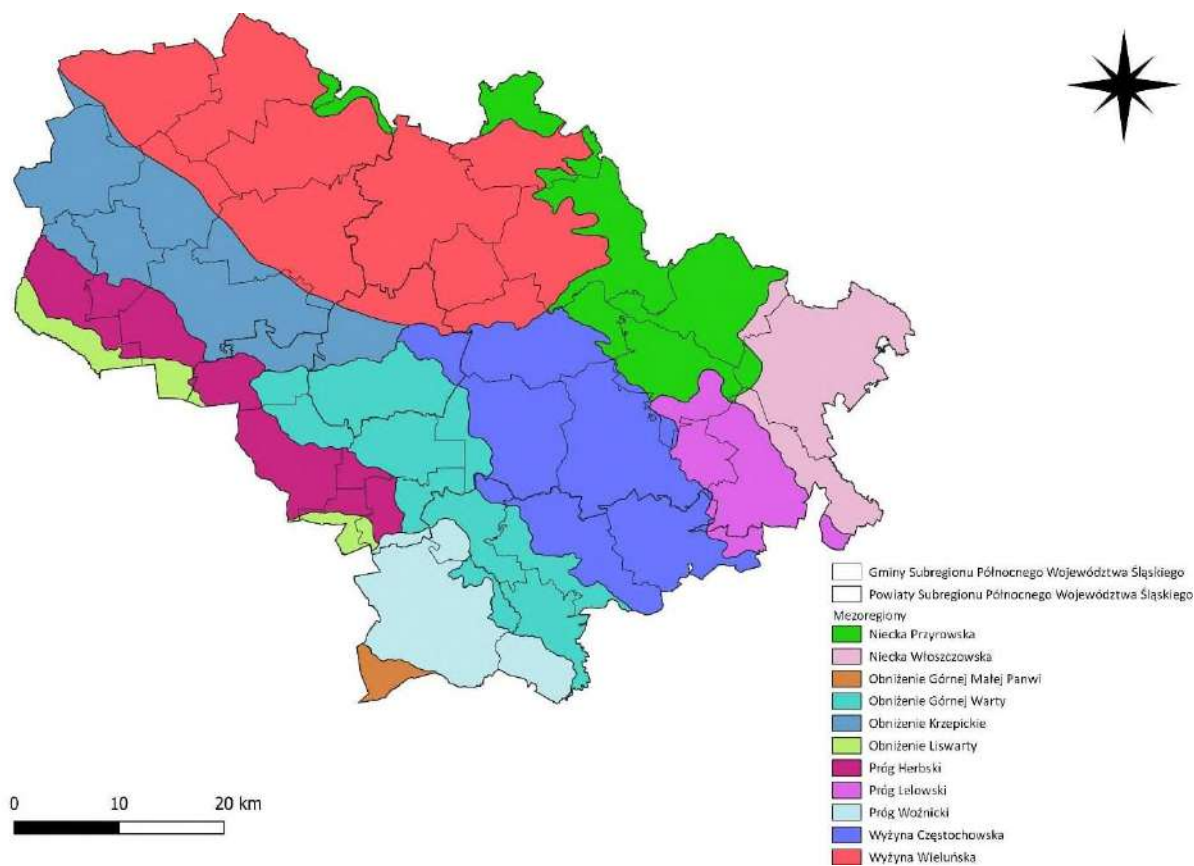 Gminy Subregionu Północnego Województwa Śląskiego
Powiaty Subregionu Północnego Województwa Śląskiego
Mezoregiony
Niecka Przyrowska
Niecka Włoszczowska
Obniżenie Górnej Małej Panwi
Obniżenie Górnej Warty
Obniżenie Krzepickie
Obniżenie Liswarty
Próg Herbski
Próg Lelowski
Próg Woźnicki
Wyżyna Częstochowska
Wyżyna Wieluńska
0 10 20 km